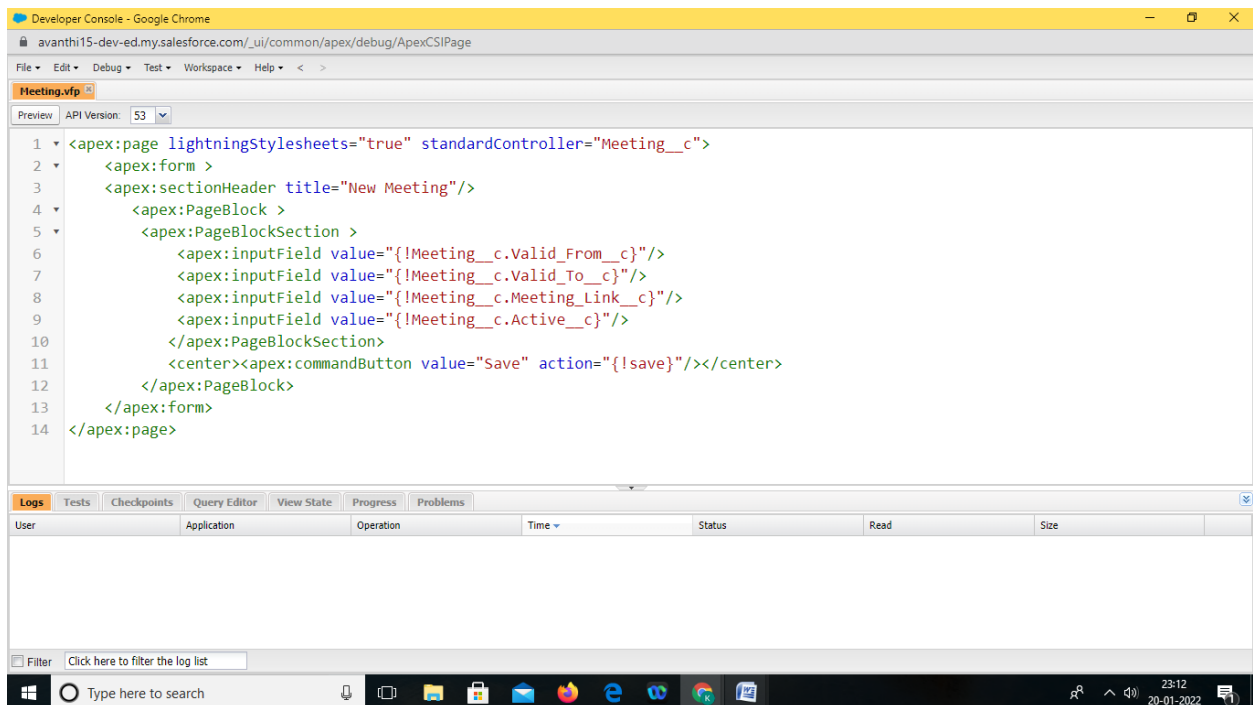 Developer Console - Google Chrome
avanthi15-dev-ed.my.salesforce.com/_ui/common/apex/debug/ApexCSIPage
File Edit Debug Test Workspace Help < >
Meeting.vfp
Preview API Version: 53
1 <apex:page lightningStylesheets="true" standardController="Meeting__c">
2 <apex:form >
3 <apex:sectionHeader title="New Meeting"/>
4 <apex:PageBlock >
5 <apex:PageBlockSection >
6 <apex:inputField value="{!Meeting__c.Valid_From__c}"/>
7 <apex:inputField value="{!Meeting__c.Valid_To__c}"/>
8 <apex:inputField value="{!Meeting__c.Meeting_Link__c}"/>
9 <apex:inputField value="{!Meeting__c.Active__c}"/>
10 </apex:PageBlockSection>
11 <center><apex:commandButton value="Save" action="{!save}"/></center>
12 </apex:PageBlock>
13 </apex:form>
14 </apex:page>
Logs Tests Checkpoints Query Editor View State Progress Problems
User Application Operation Time Status Read Size
Filter Click here to filter the log list
Type here to search
23:12
20-01-2022